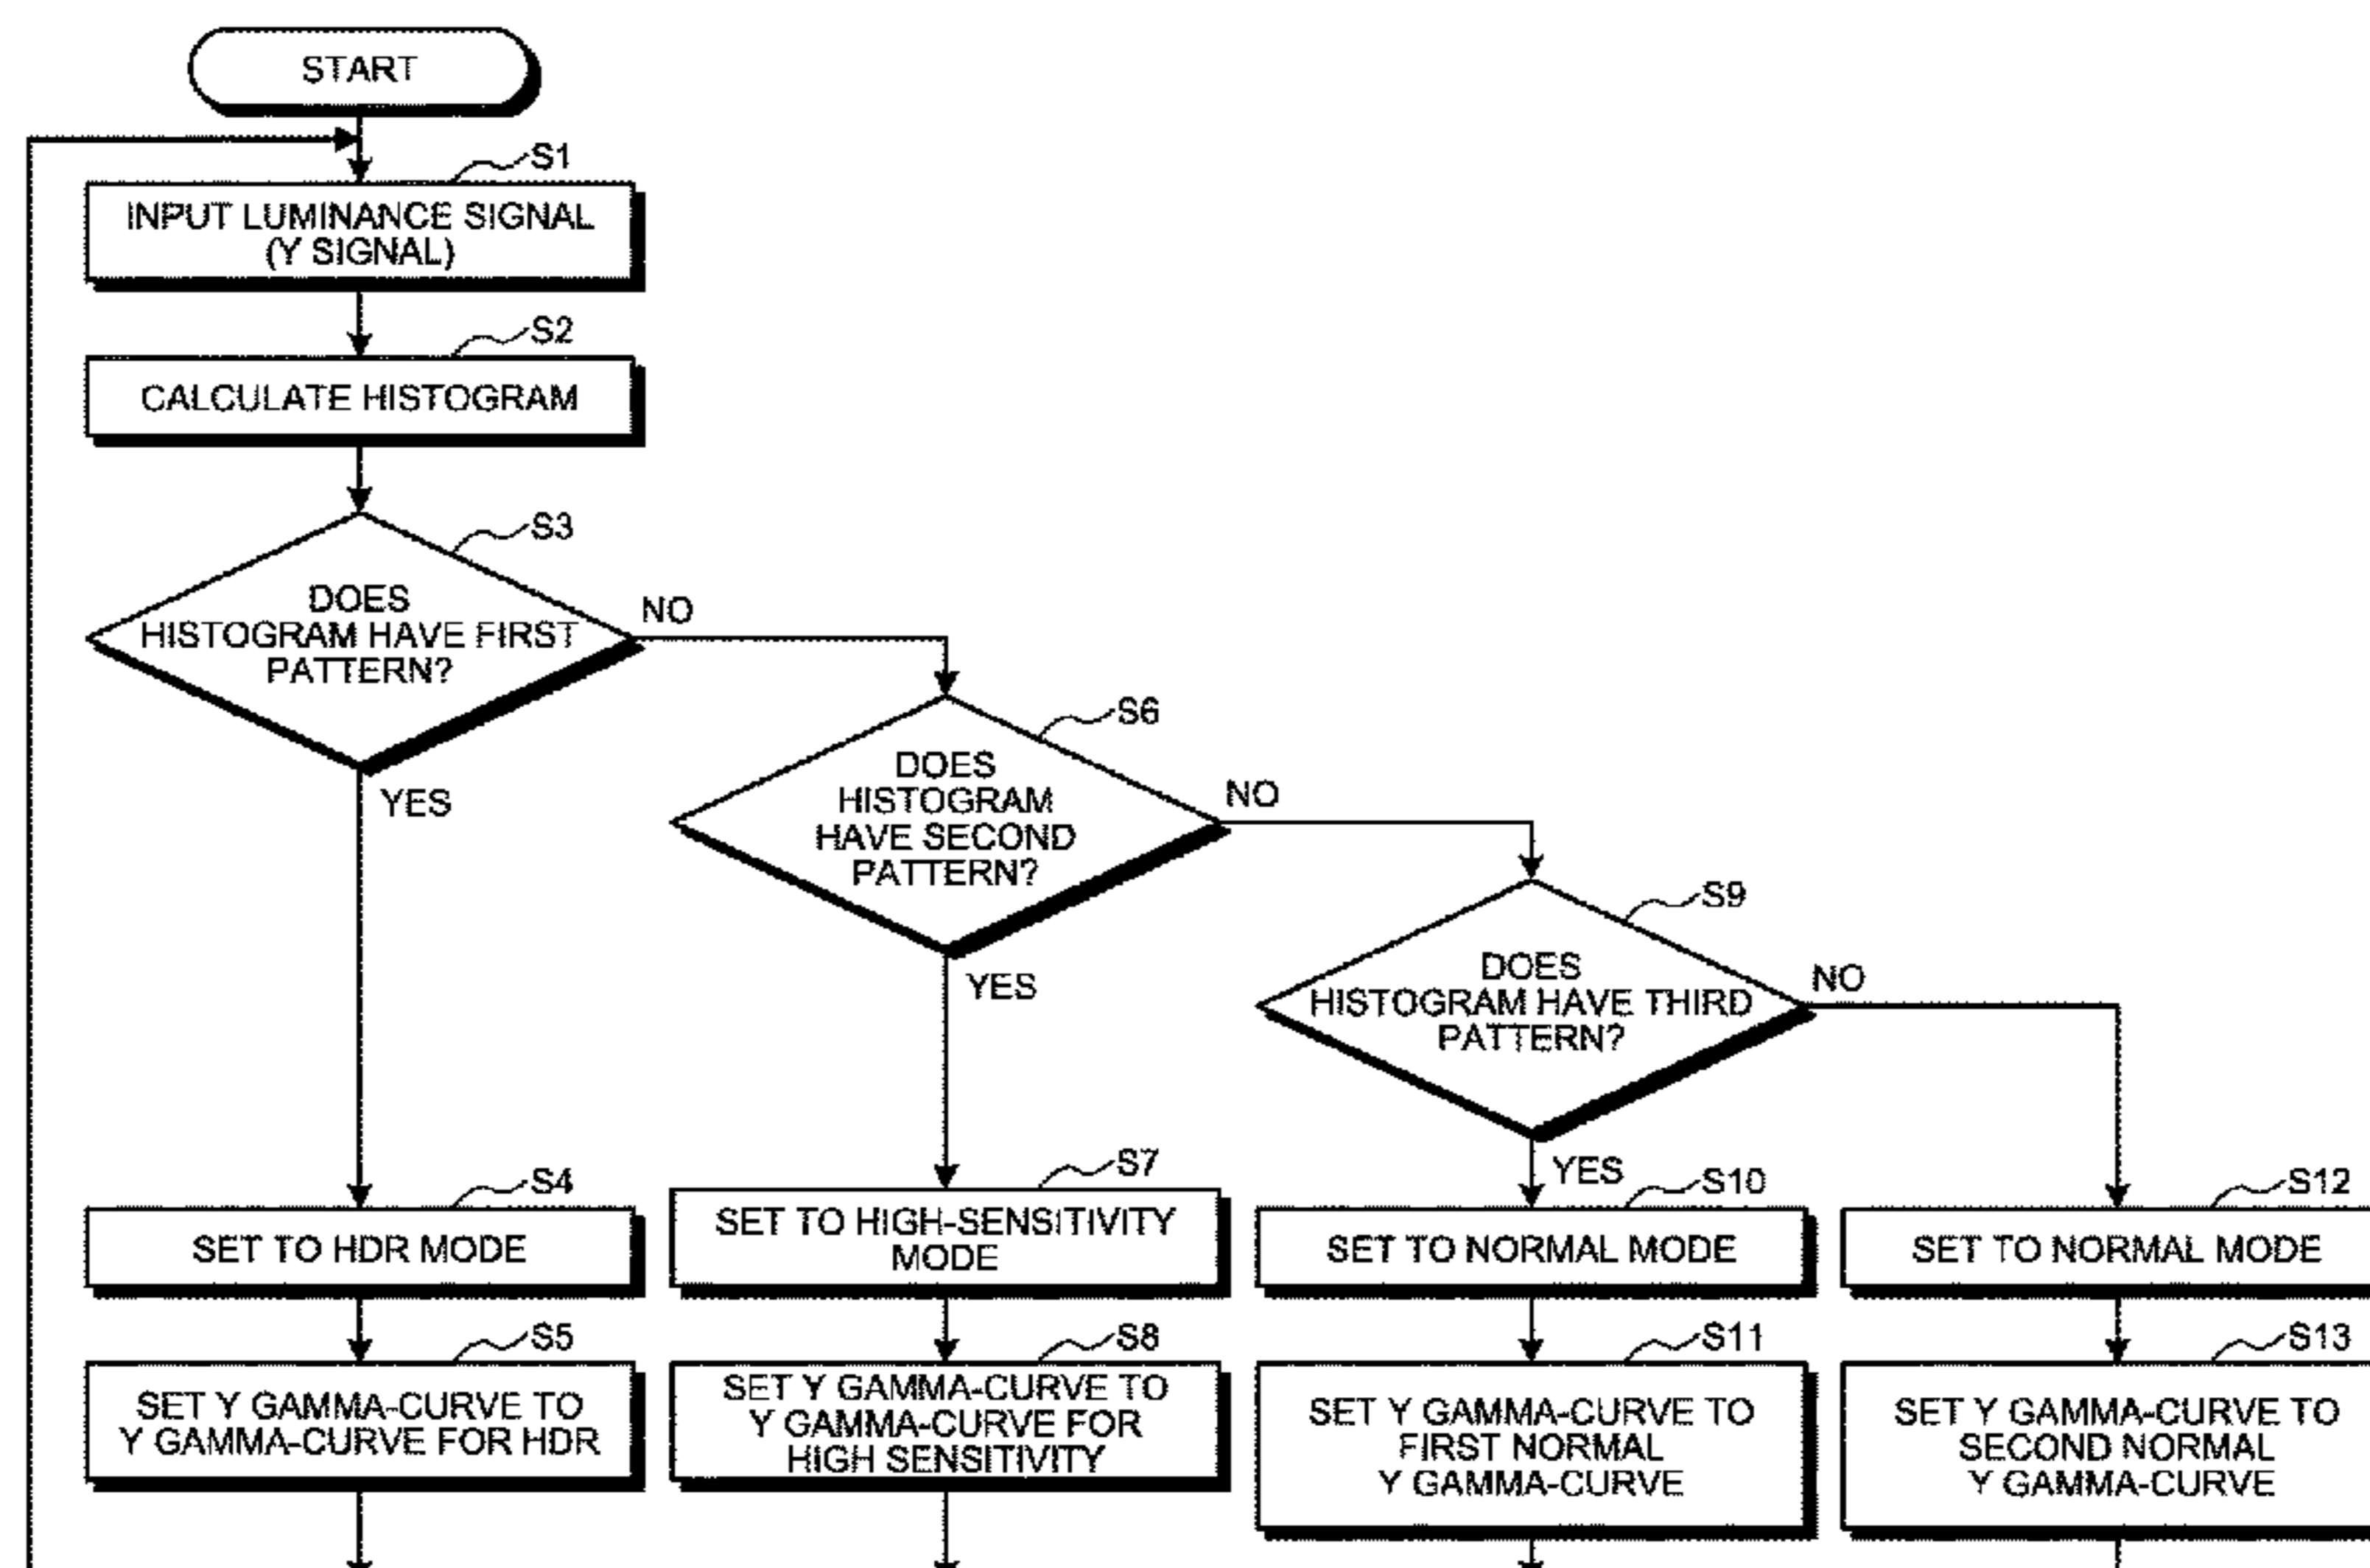 START
S1
INPUT LUMINANCE SIGNAL
(Y SIGNAL)
S2
CALCULATE HISTOGRAM
S3
DOES
HISTOGRAM HAVE FIRST
PATTERN?
NO
YES
S6
DOES
HISTOGRAM
HAVE SECOND
PATTERN?
NO
YES
S9
DOES
HISTOGRAM HAVE THIRD
PATTERN?
NO
YES
S4
SET TO HDR MODE
S7
SET TO HIGH-SENSITIVITY
MODE
S10
SET TO NORMAL MODE
S12
SET TO NORMAL MODE
S5
SET Y GAMMA-CURVE TO
Y GAMMA-CURVE FOR HDR
S8
SET Y GAMMA-CURVE TO
Y GAMMA-CURVE FOR
HIGH SENSITIVITY
S11
SET Y GAMMA-CURVE TO
FIRST NORMAL
Y GAMMA-CURVE
S13
SET Y GAMMA-CURVE TO
SECOND NORMAL
Y GAMMA-CURVE